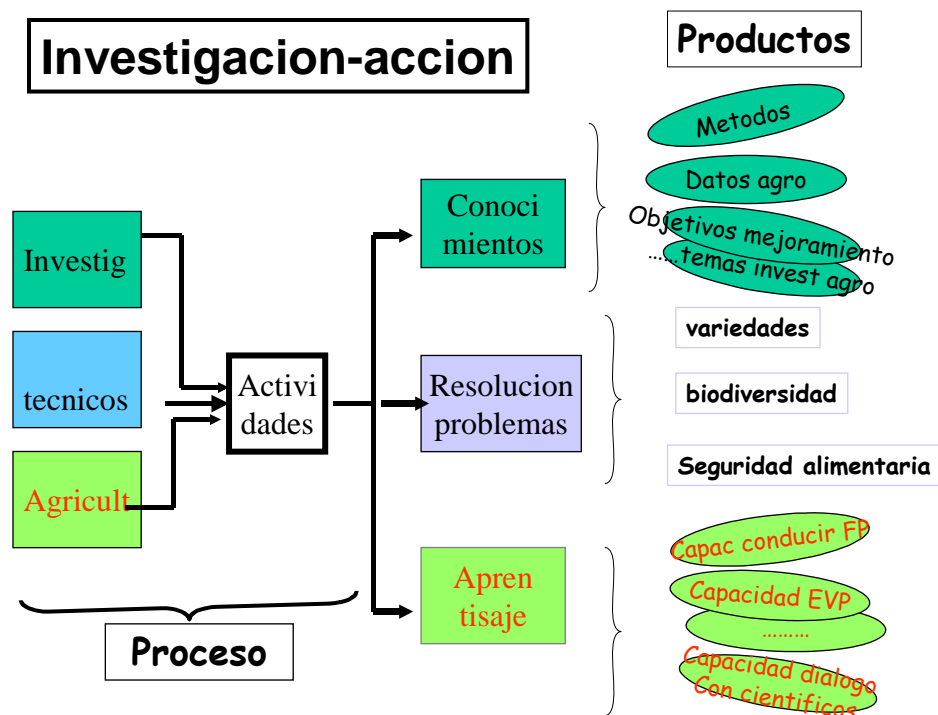 Investigacion-accion
Productos
Investig
tecnicos
Agricult
Activi
dades
Proceso
Conoci
mientos
Resolucion
problemas
Apren
tisaje
Metodos
Datos agro
Objetivos mejoramiento
......temas invest agro
variedades
biodiversidad
Seguridad alimentaria
Capac conducir FP
Capacidad EVP
.........
Capacidad dialogo
Con cientificos